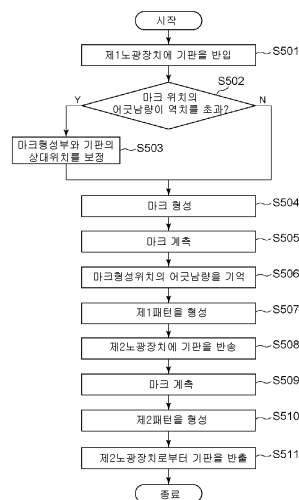 시작
제1노광장치에 기판을 반입
S501
S502
마크 위치의
어긋남량이 역치를 초과?
Y
N
마크형성부와 기판의
상대위치를 보정
S503
마크 형성
S504
마크 계측
S505
마크형성위치의 어긋남량을 기억
S506
제1패턴을 형성
S507
제2노광장치에 기판을 반송
S508
마크 계측
S509
제2패턴을 형성
S510
제2노광장치로부터 기판을 반출
S511
종료